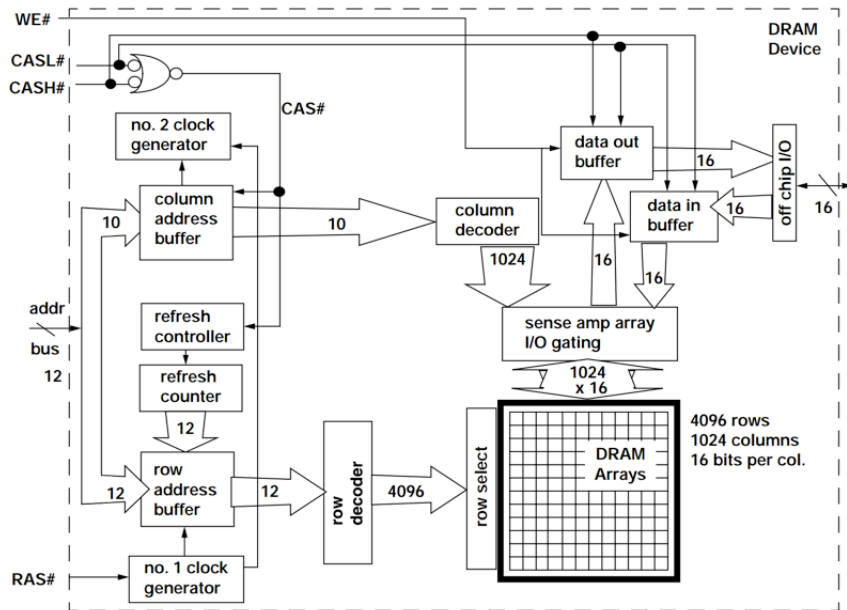 WE#
DRAM
Device
CASL#
CASH#
CAS#
no. 2 clock
generator
data out
buffer
16
off chip I/O
16
column
address
buffer
10
10
column
decoder
data in
buffer
16
1024
16
16
addr
bus
12
refresh
controller
sense amp array
I/O gating
refresh
counter
1024
x 16
12
4096 rows
1024 columns
16 bits per col.
row
address
buffer
12
12
row
decoder
4096
row select
DRAM
Arrays
RAS#
no. 1 clock
generator